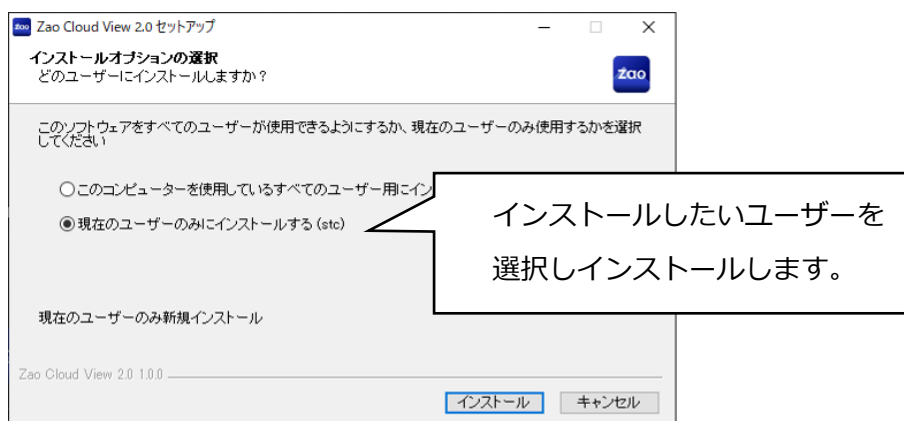 zao Zao Cloud View 2.0 セットアップ
インストールオプションの選択
どのユーザーにインストールしますか？
zao
このソフトウェアをすべてのユーザーが使用できるようにするか、現在のユーザーのみ使用するかを選択
してください
このコンピューターを使用しているすべてのユーザー用にイン
現在のユーザーのみにインストールする (stc)
インストールしたいユーザーを
選択しインストールします。
現在のユーザーのみ新規インストール
Zao Cloud View 2.0 1.0.0
インストール キャンセル